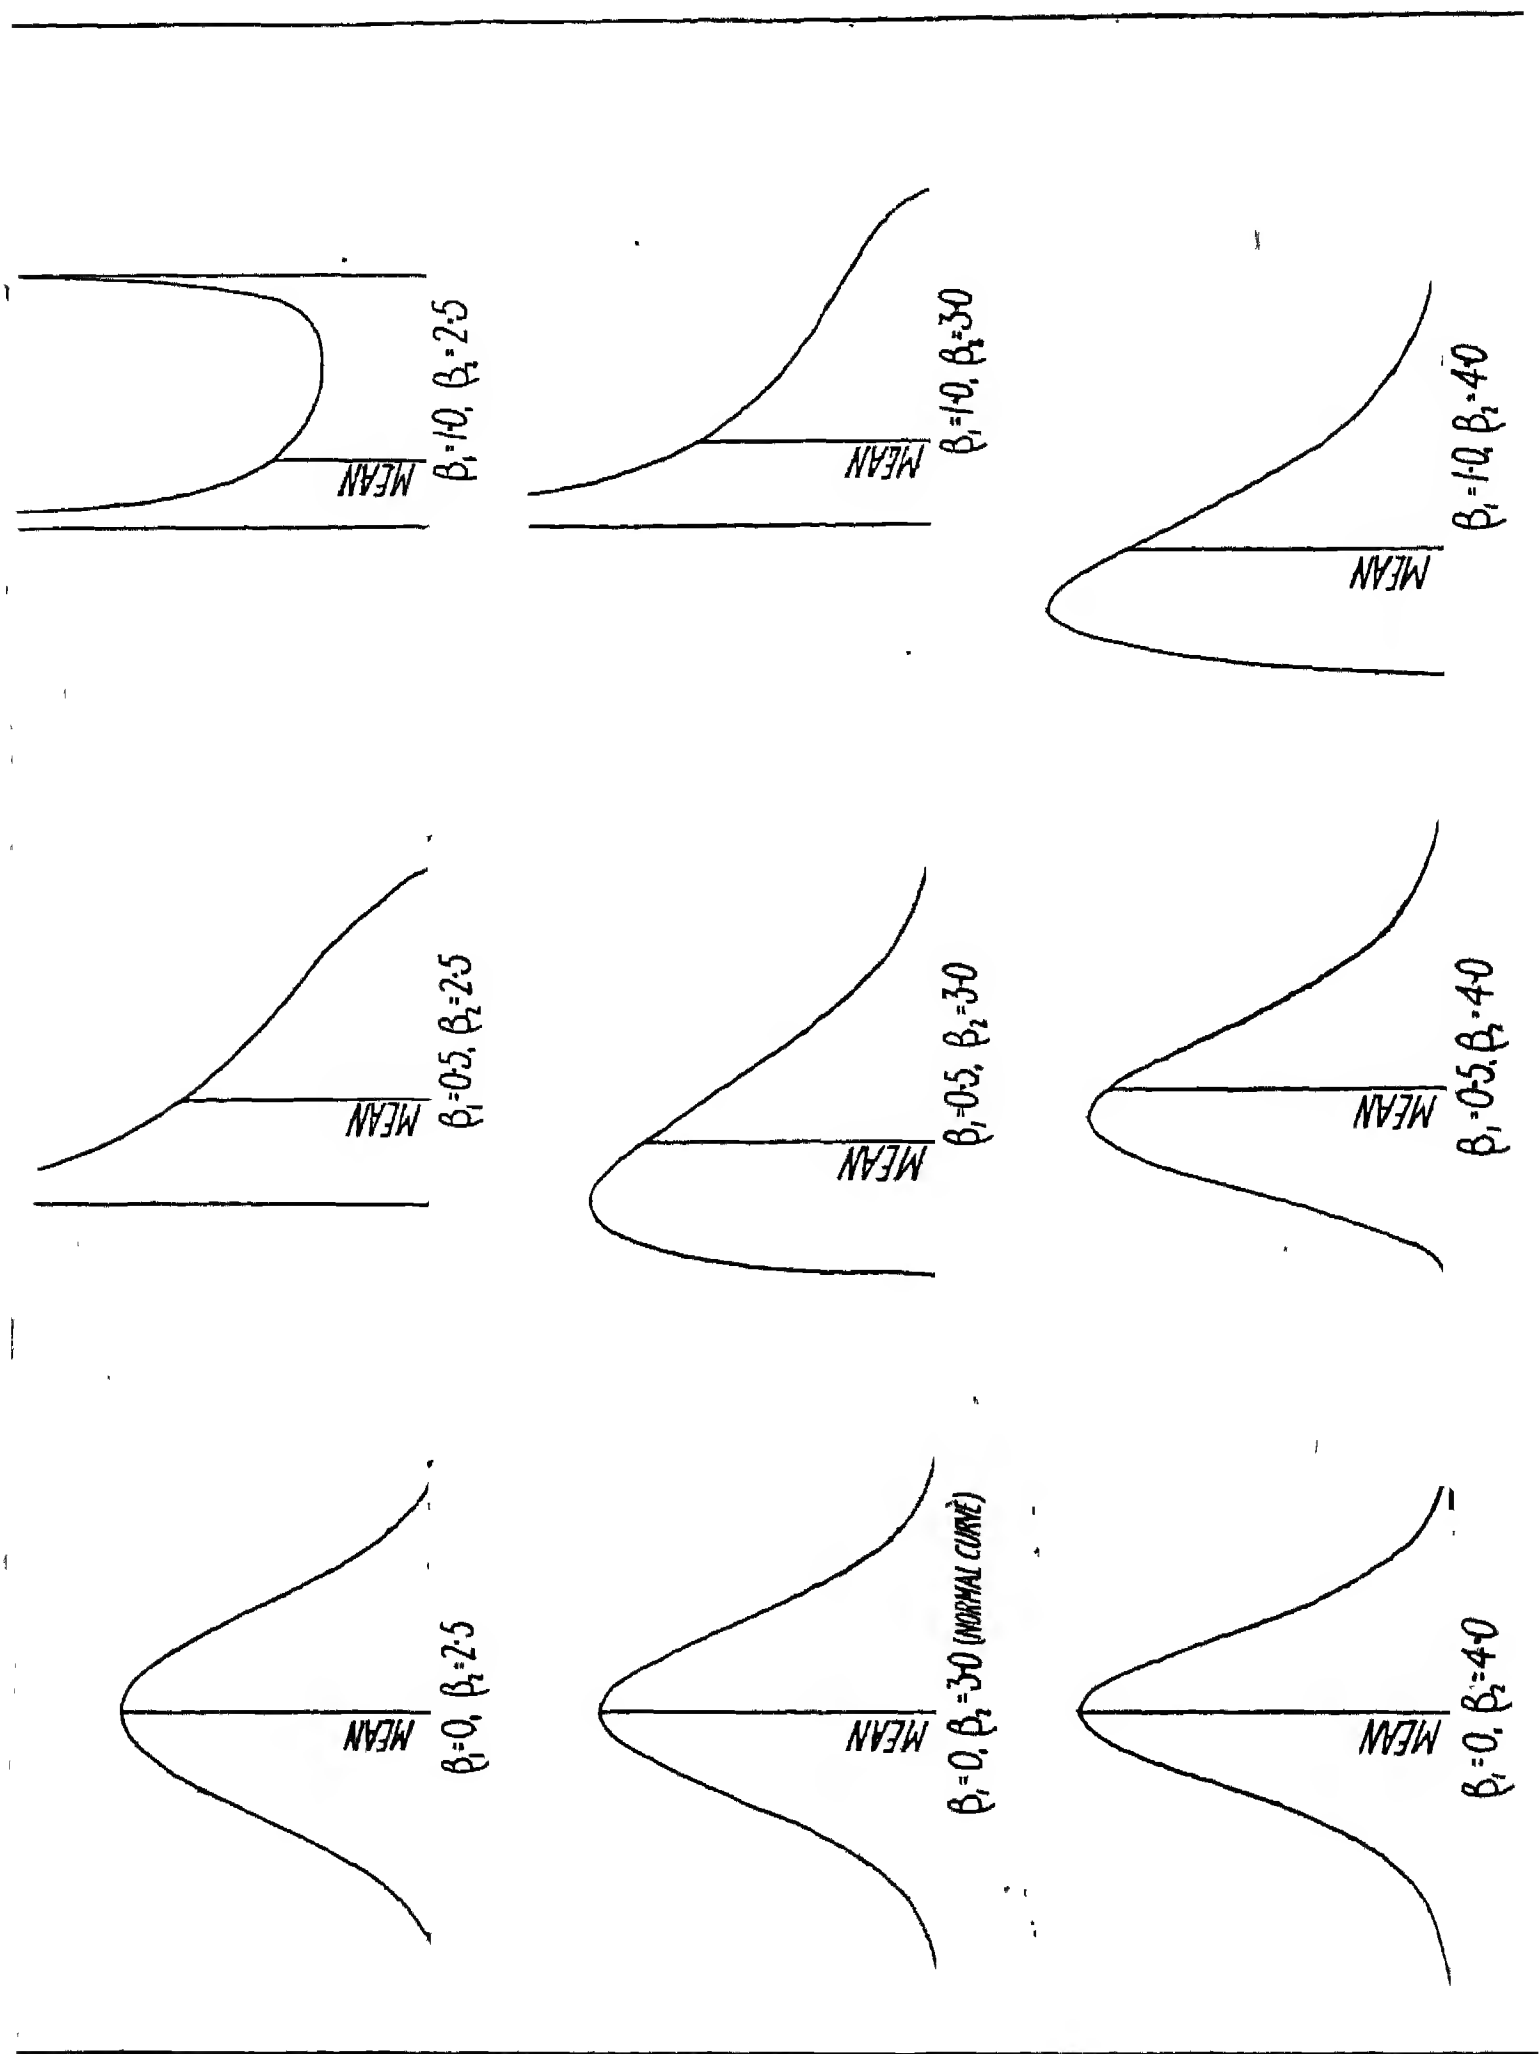 MEAN
β₁=0, β₂=2·5
MEAN
β₁=0·5, β₂=2·5
MEAN
β₁=1·0, β₂=2·5
MEAN
β₁=0, β₂=3·0 (NORMAL CURVE)
MEAN
β₁=0·5, β₂=3·0
MEAN
β₁=1·0, β₂=3·0
MEAN
β₁=0, β₂=4·0
MEAN
β₁=0·5, β₂=4·0
MEAN
β₁=1·0, β₂=4·0